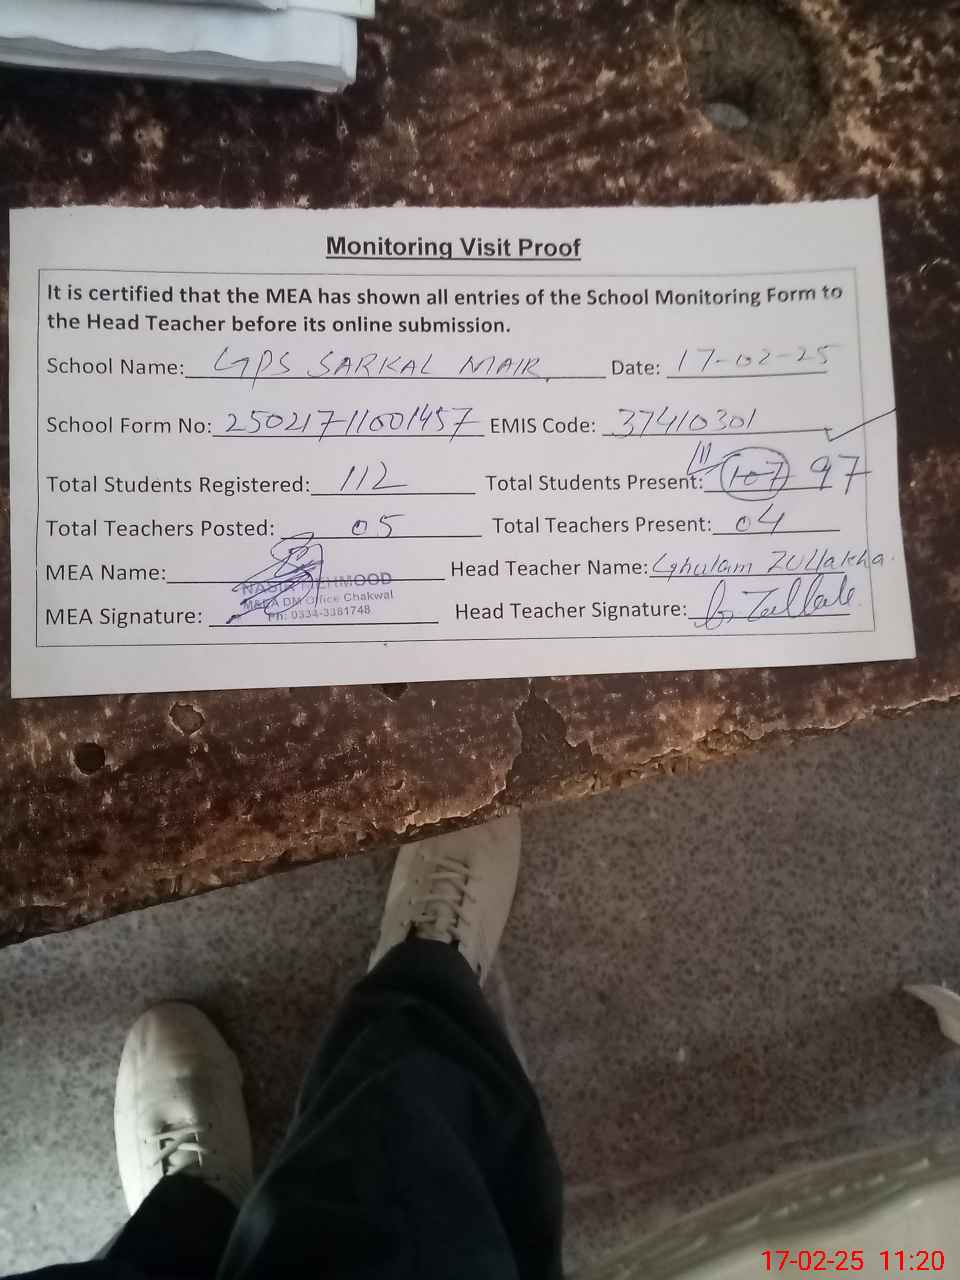 Monitoring Visit Proof
It is certified that the MEA has shown all entries of the School Monitoring Form to
the Head Teacher before its online submission.
School Name: GPS SARKAL MAIR Date: 17-02-25
School Form No: 250217-11001457 EMIS Code: 37410301
Total Students Registered: 112 Total Students Present: 107 97
Total Teachers Posted: 05 Total Teachers Present: 04
MEA Name: Head Teacher Name: Ghulam
M&EA DM Office Chakwal
MEA Signature: Head Teacher Signature:
Ph: 0334-3381748
17-02-25 11:20